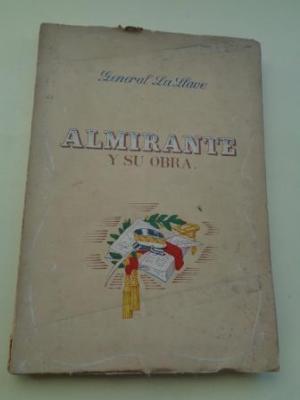 General La Llave
ALMIRANTE
Y SU OBRA.